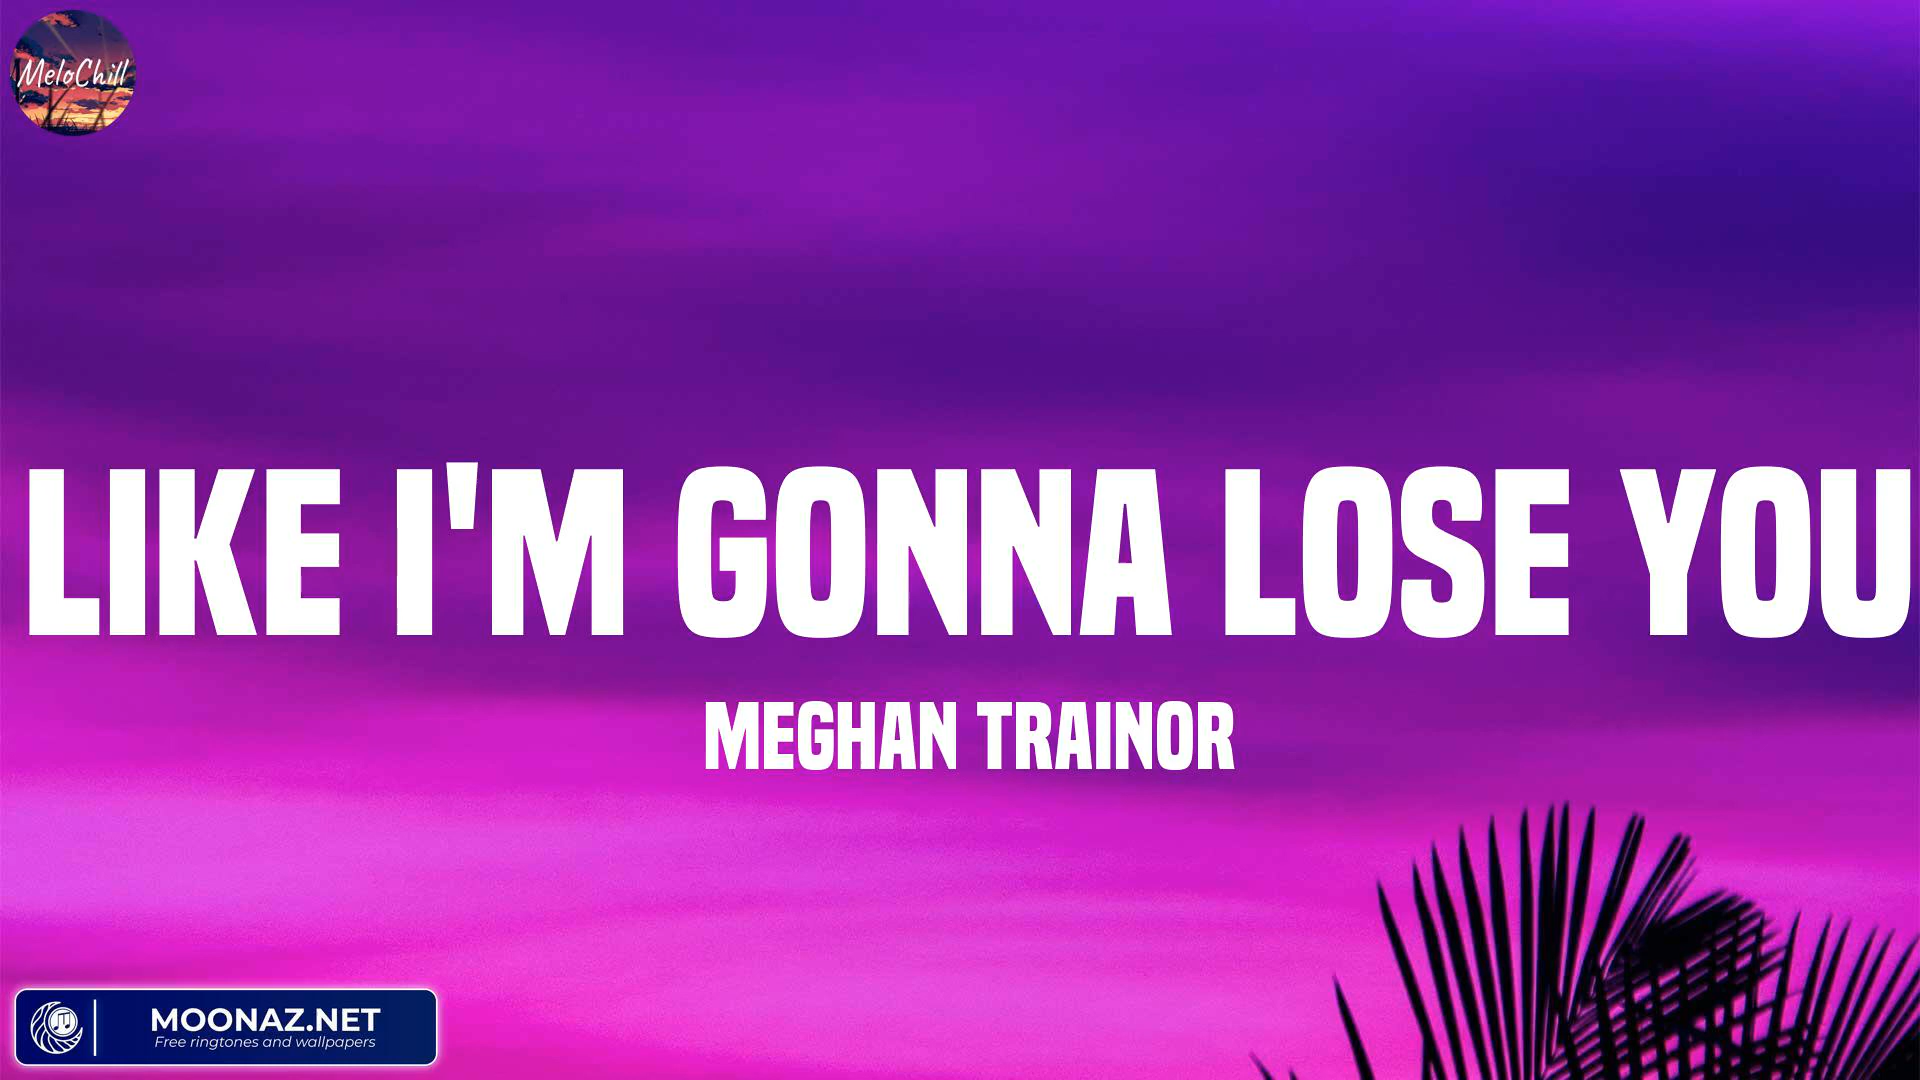 MeloChill
LIKE I'M GONNA LOSE YOU
MEGHAN TRAINOR
MOONAZ.NET
Free ringtones and wallpapers